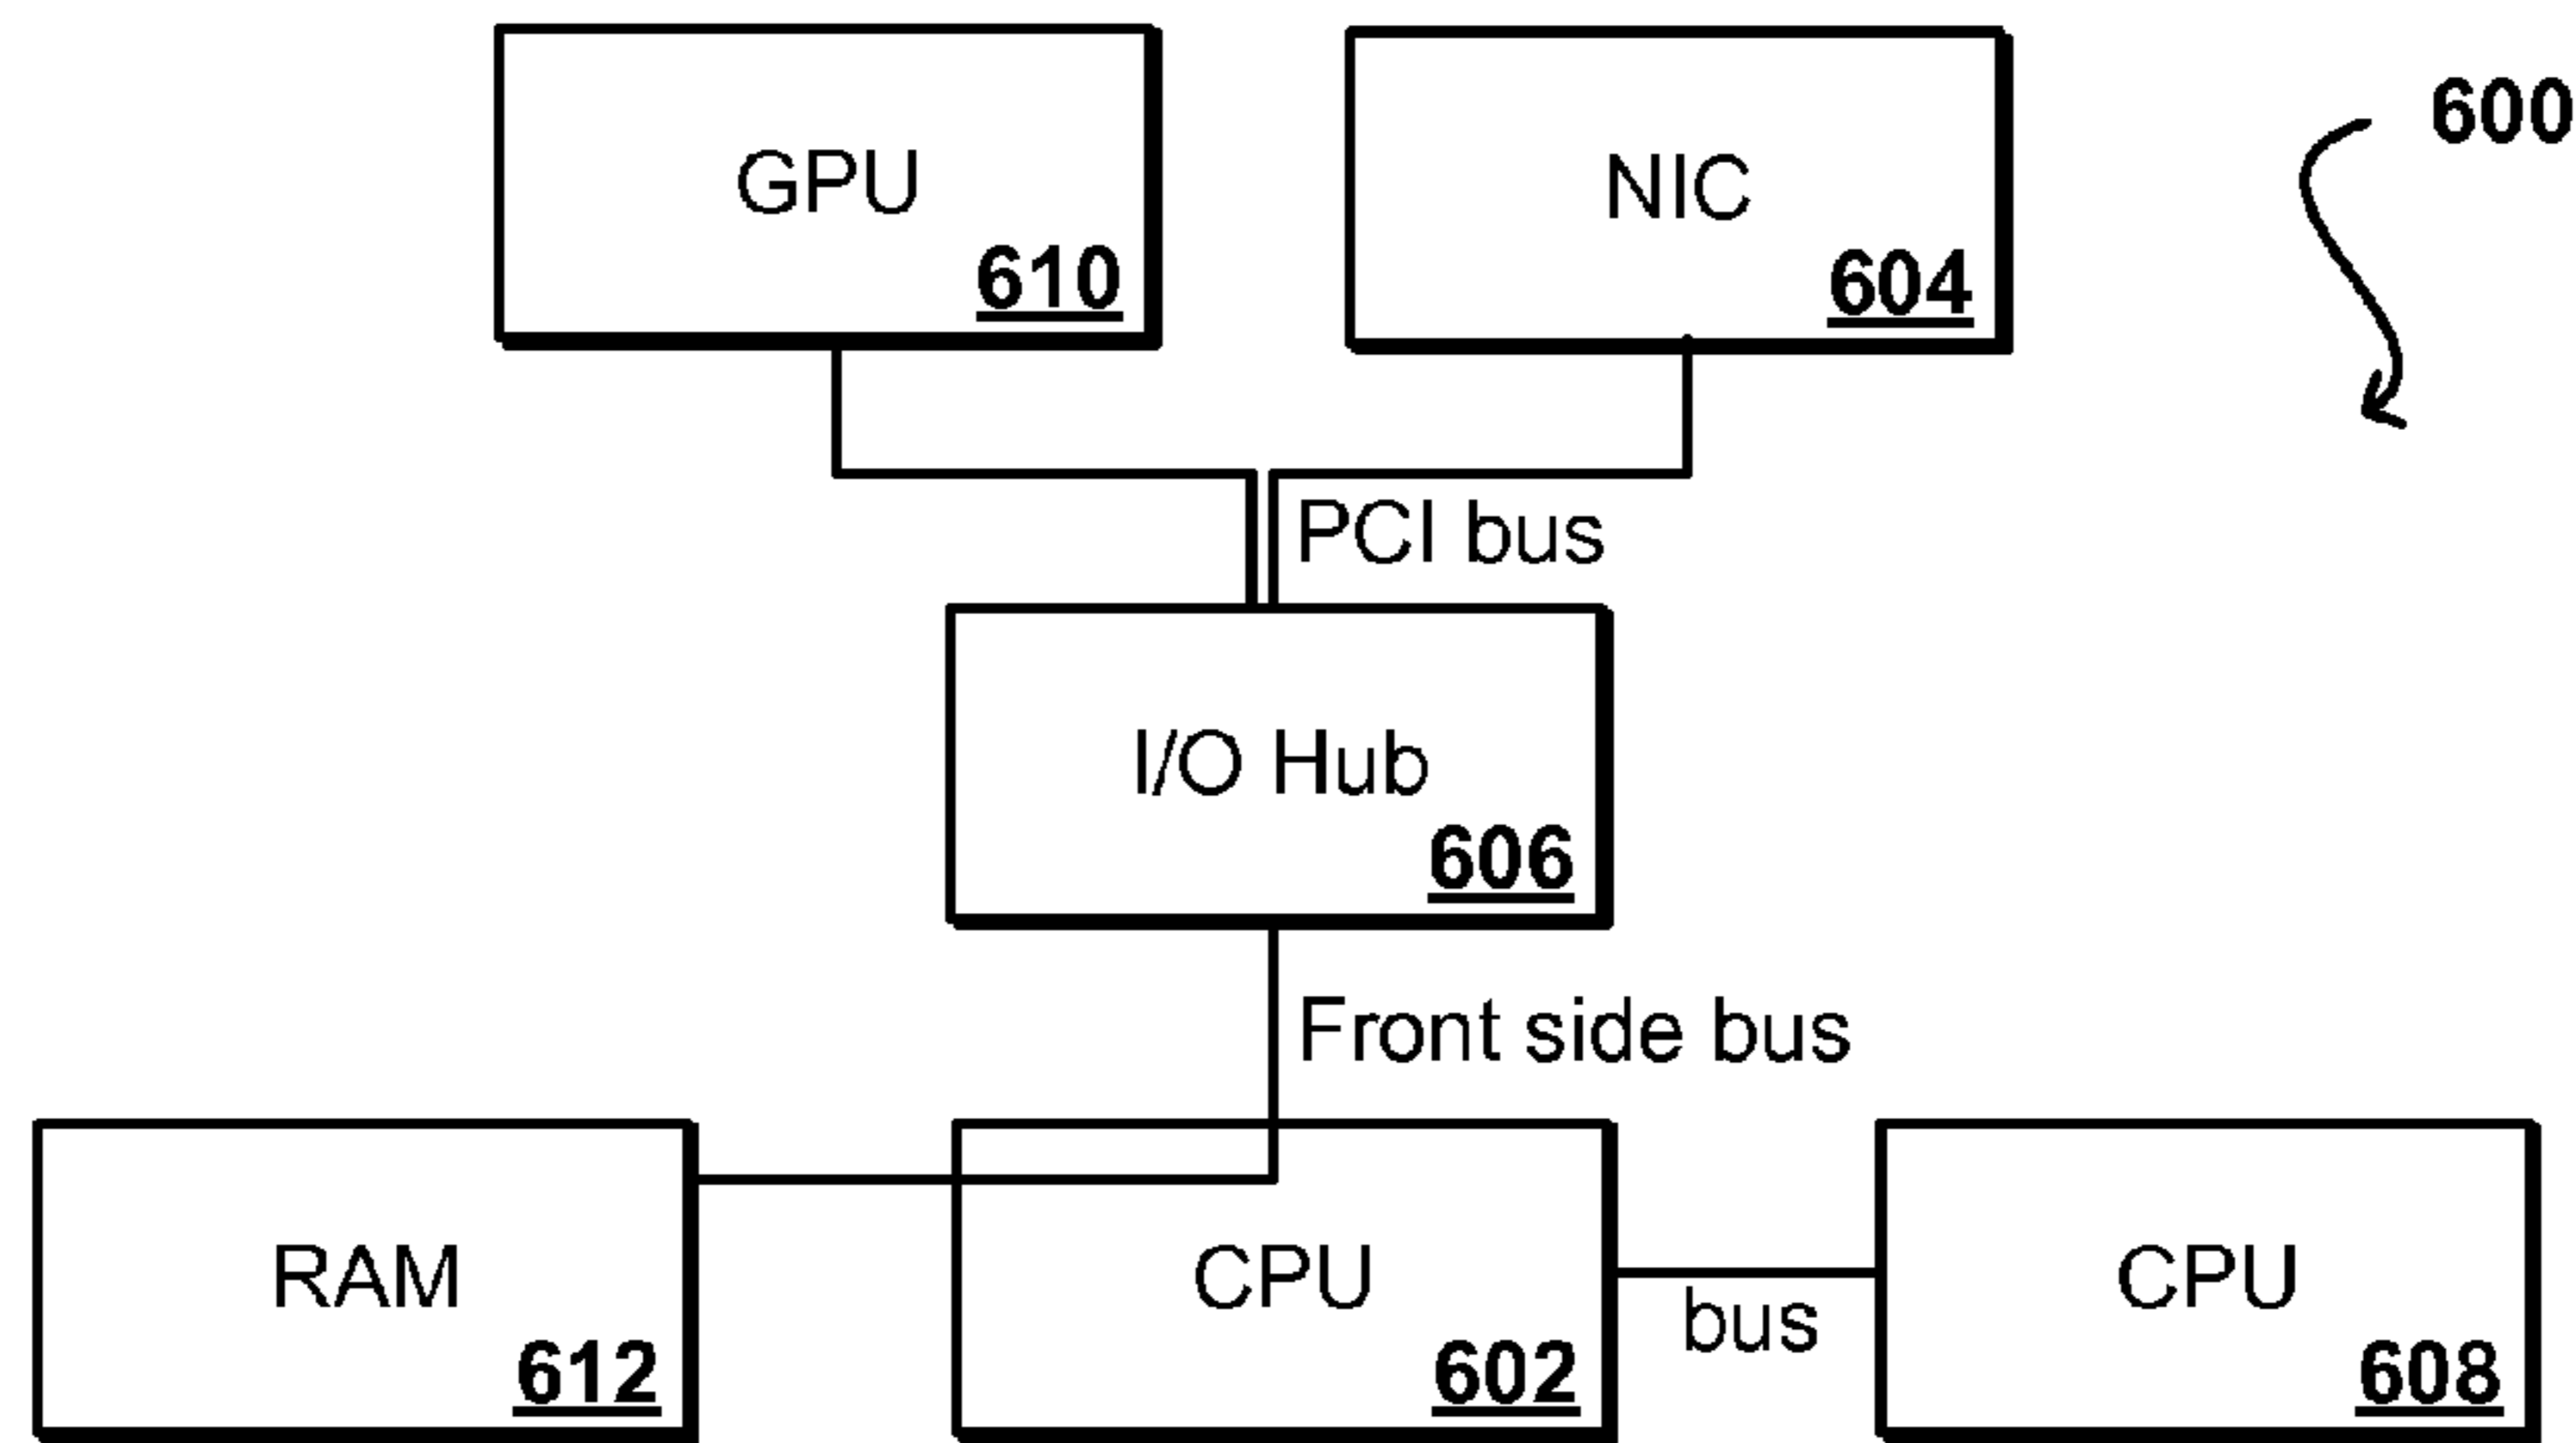 600
GPU
610
NIC
604
PCI bus
I/O Hub
606
Front side bus
RAM
612
CPU
602
bus
CPU
608